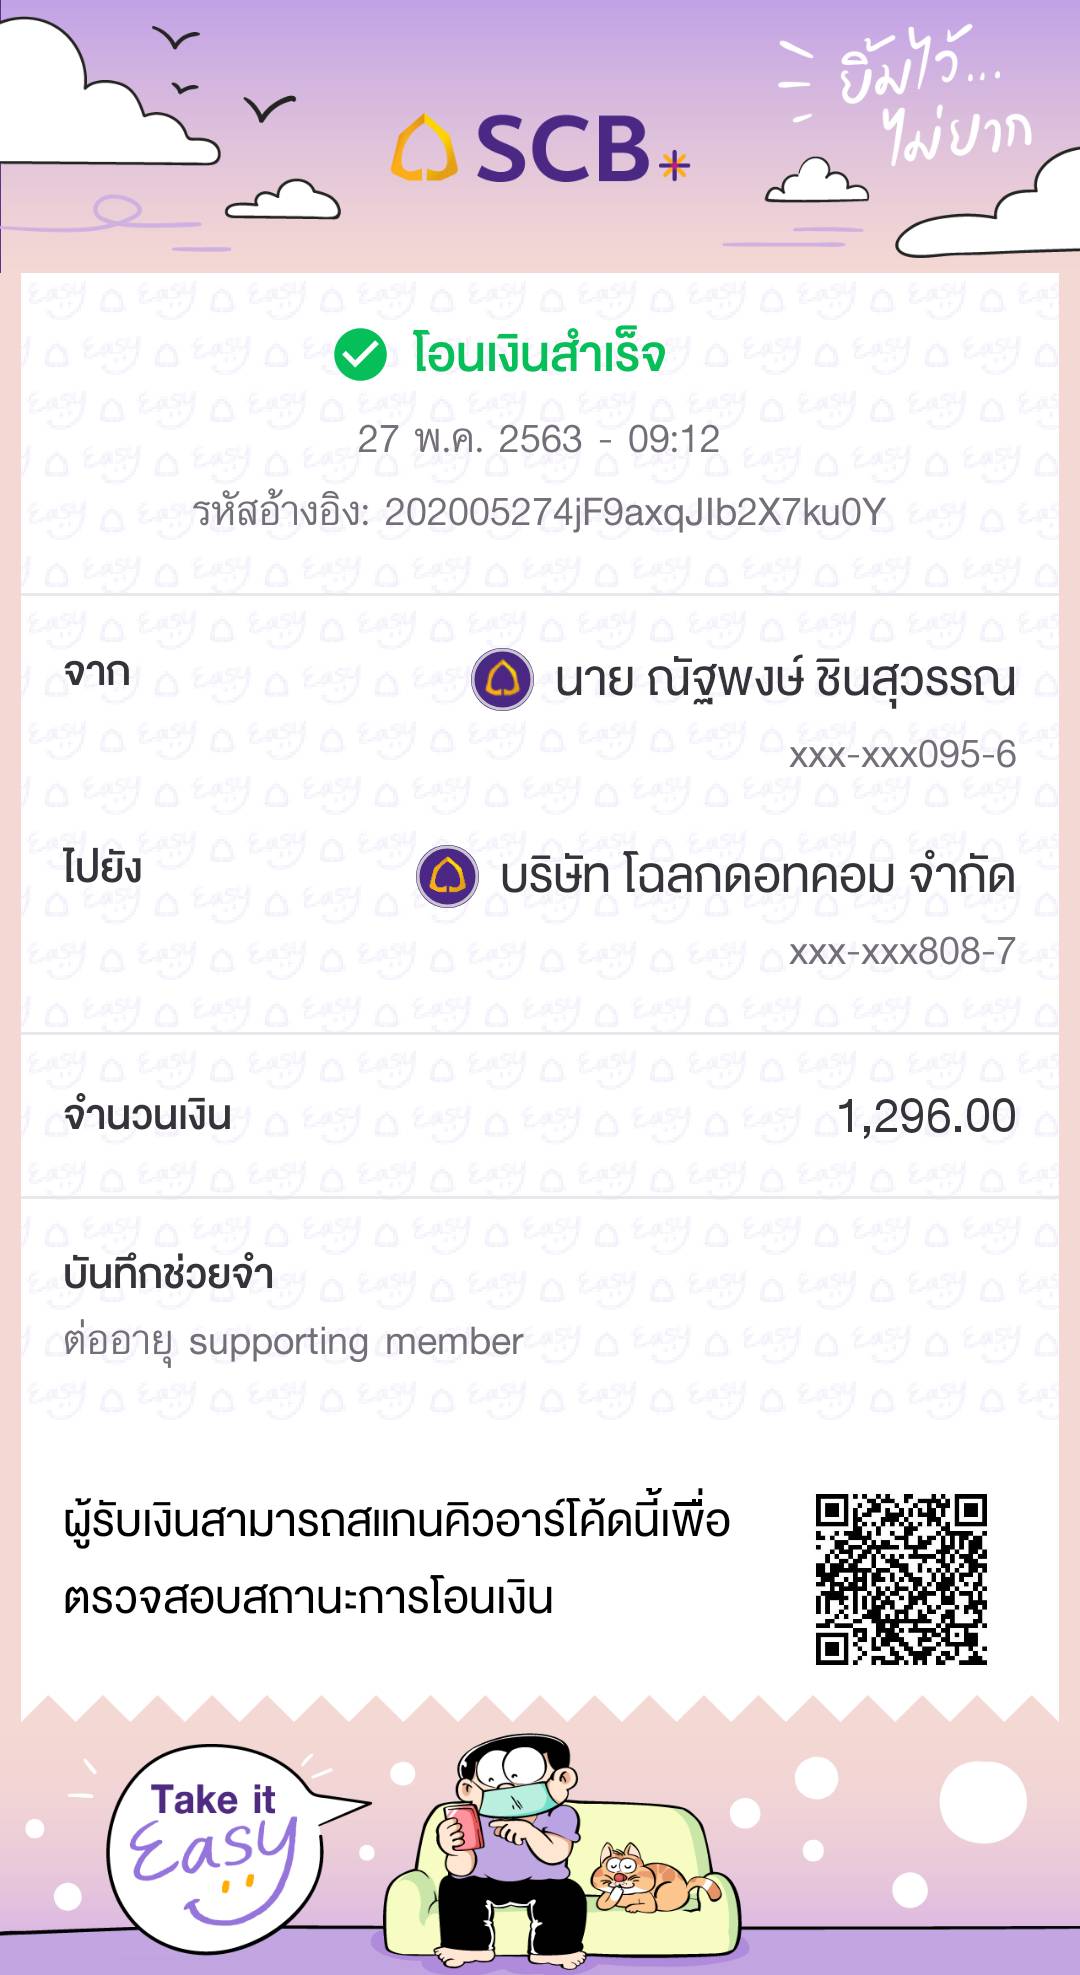 ยิ้มไว้...
ไม่ยาก
SCB
โอนเงินสำเร็จ
27 พ.ค. 2563 - 09:12
รหัสอ้างอิง: 202005274jF9axqJIb2X7ku0Y
จาก
นาย ณัฐพงษ์ ชินสุวรรณ
xxx-xxx095-6
ไปยัง
บริษัท โฉลกดอทคอม จำกัด
xxx-xxx808-7
จำนวนเงิน 1,296.00
บันทึกช่วยจำ
ต่ออายุ supporting member
ผู้รับเงินสามารถสแกนคิวอาร์โค้ดนี้เพื่อ
ตรวจสอบสถานะการโอนเงิน
Take it
Easy